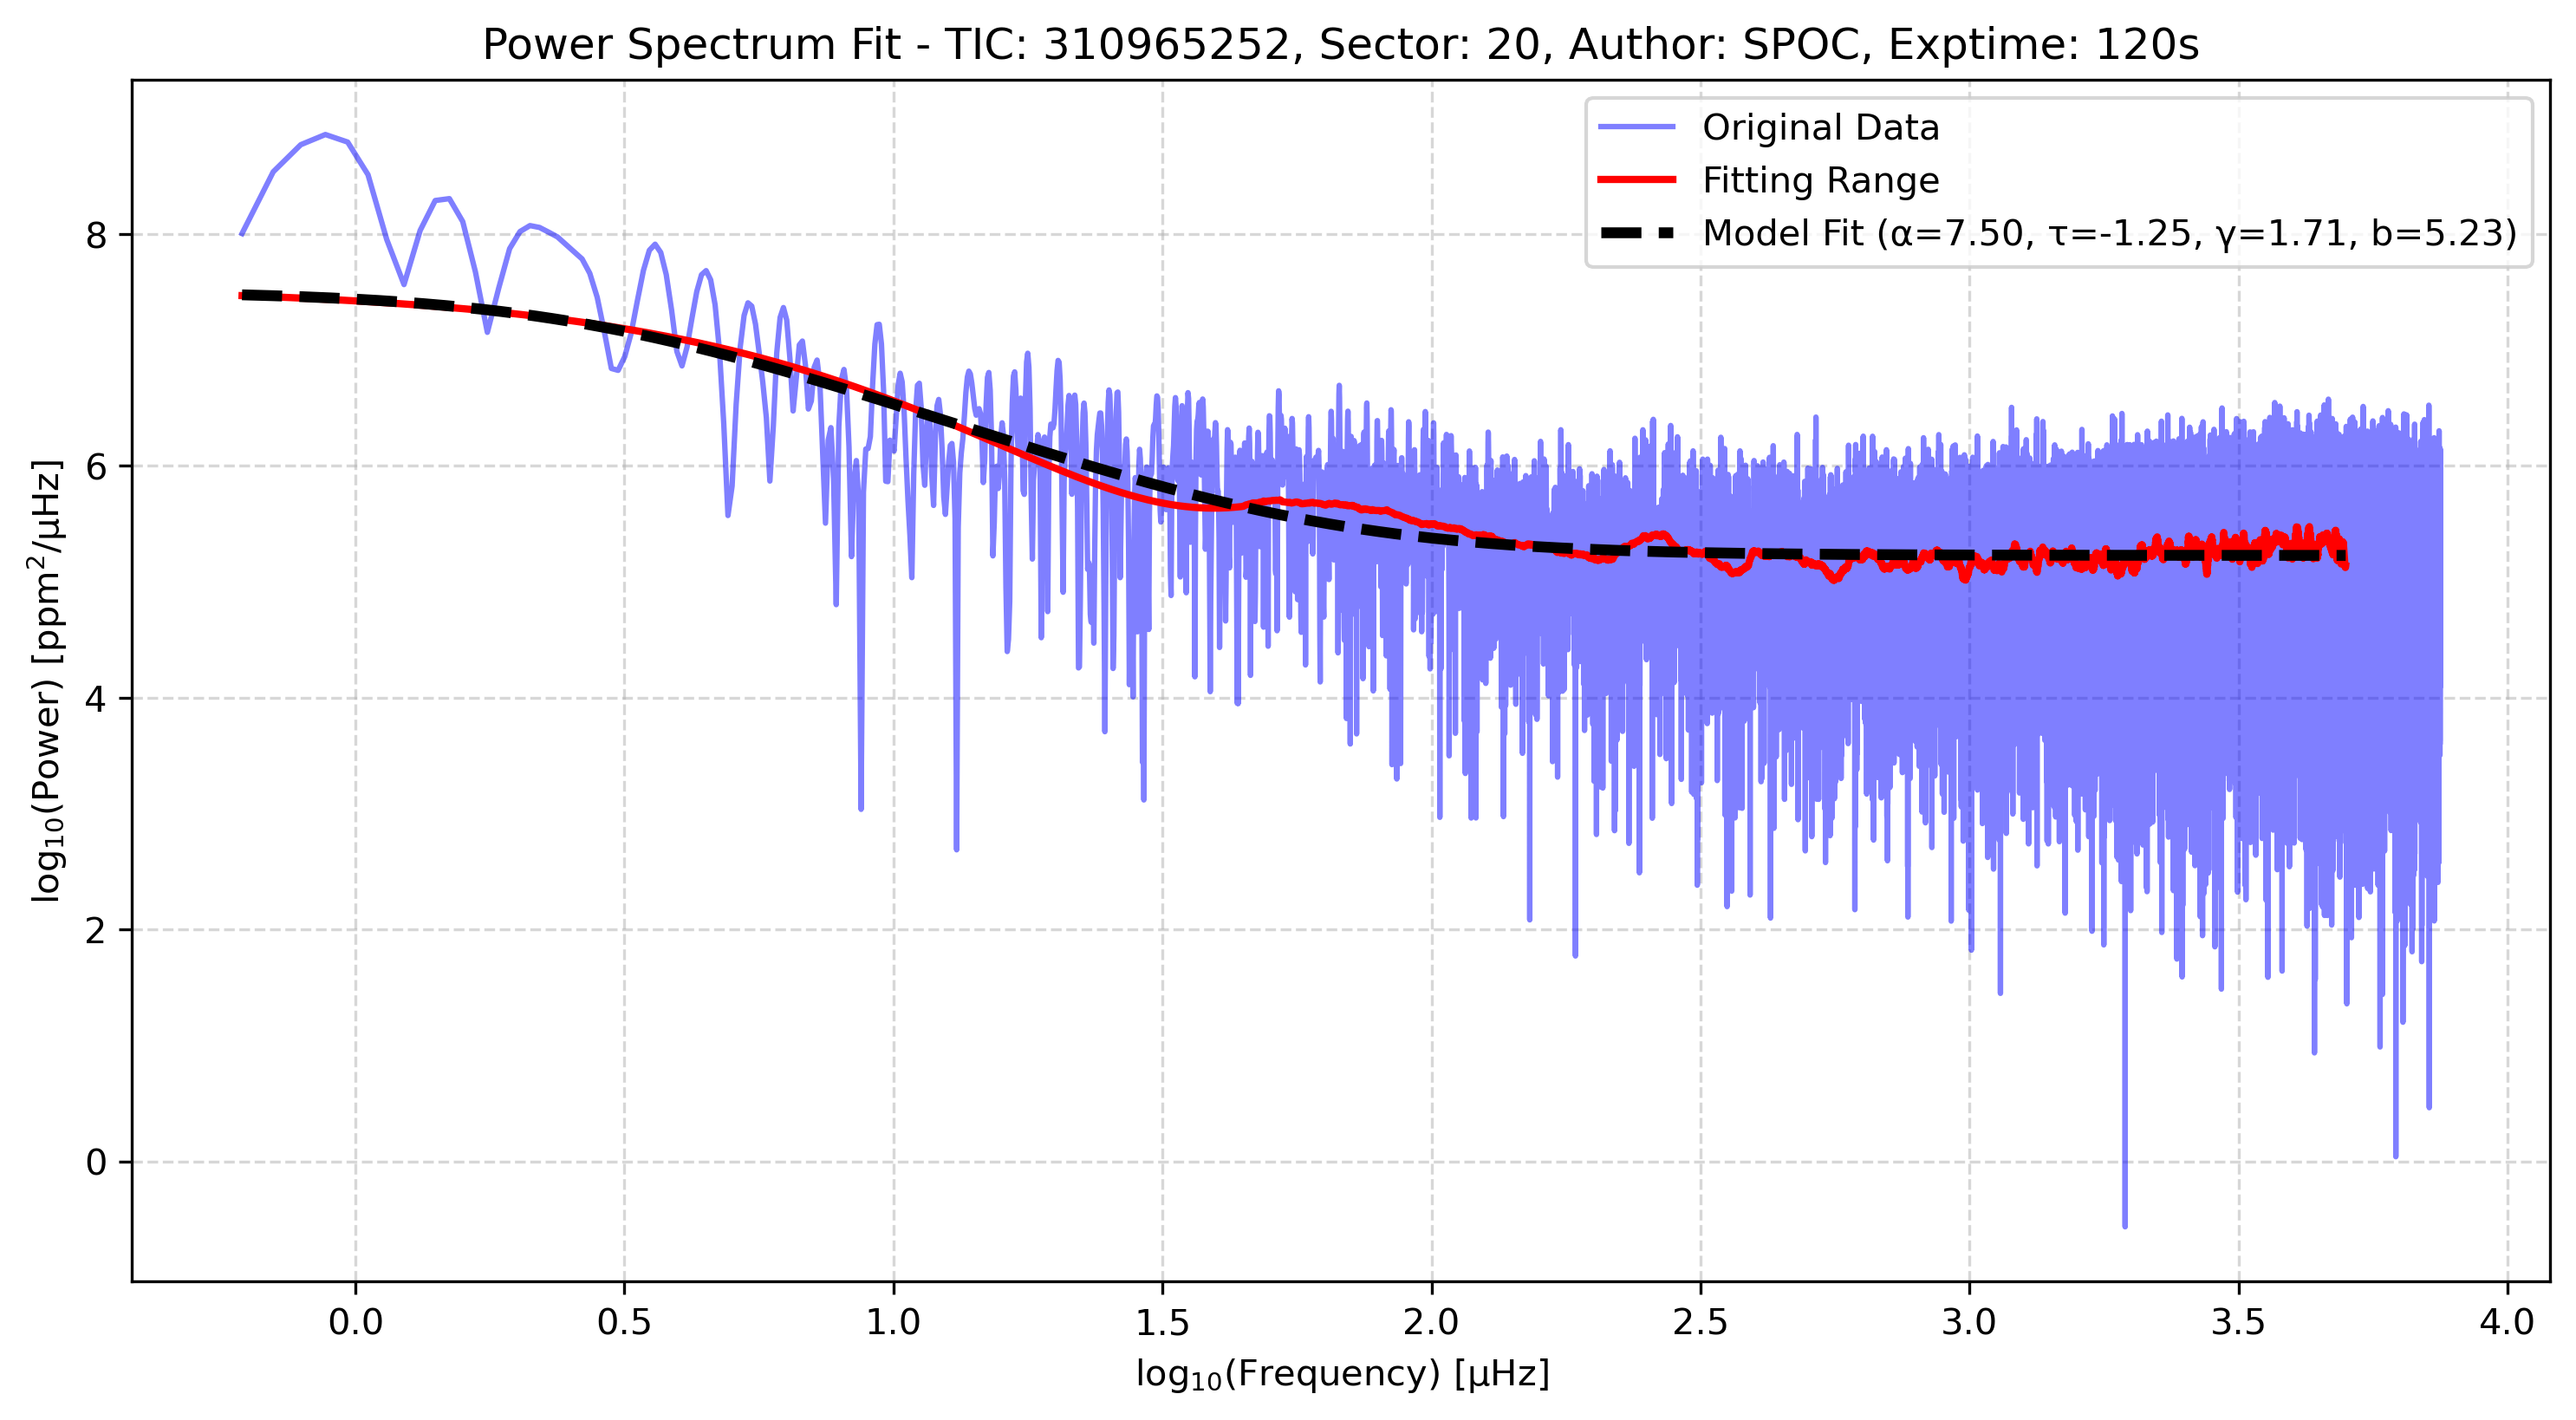 Power Spectrum Fit - TIC: 310965252, Sector: 20, Author: SPOC, Exptime: 120s
Original Data
Fitting Range
Model Fit (α=7.50, τ=-1.25, γ=1.71, b=5.23)
log₁₀(Power) [ppm²/μHz]
8
6
4
2
0
0.0 0.5 1.0 1.5 2.0 2.5 3.0 3.5 4.0
log₁₀(Frequency) [μHz]